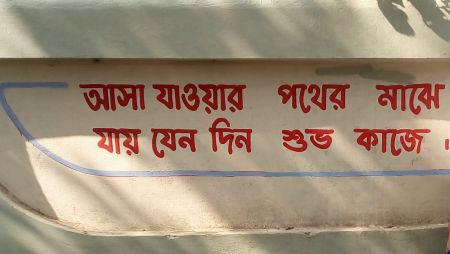 আসা যাওয়ার পথের মাঝে
যায় যেন দিন শুভ কাজে।